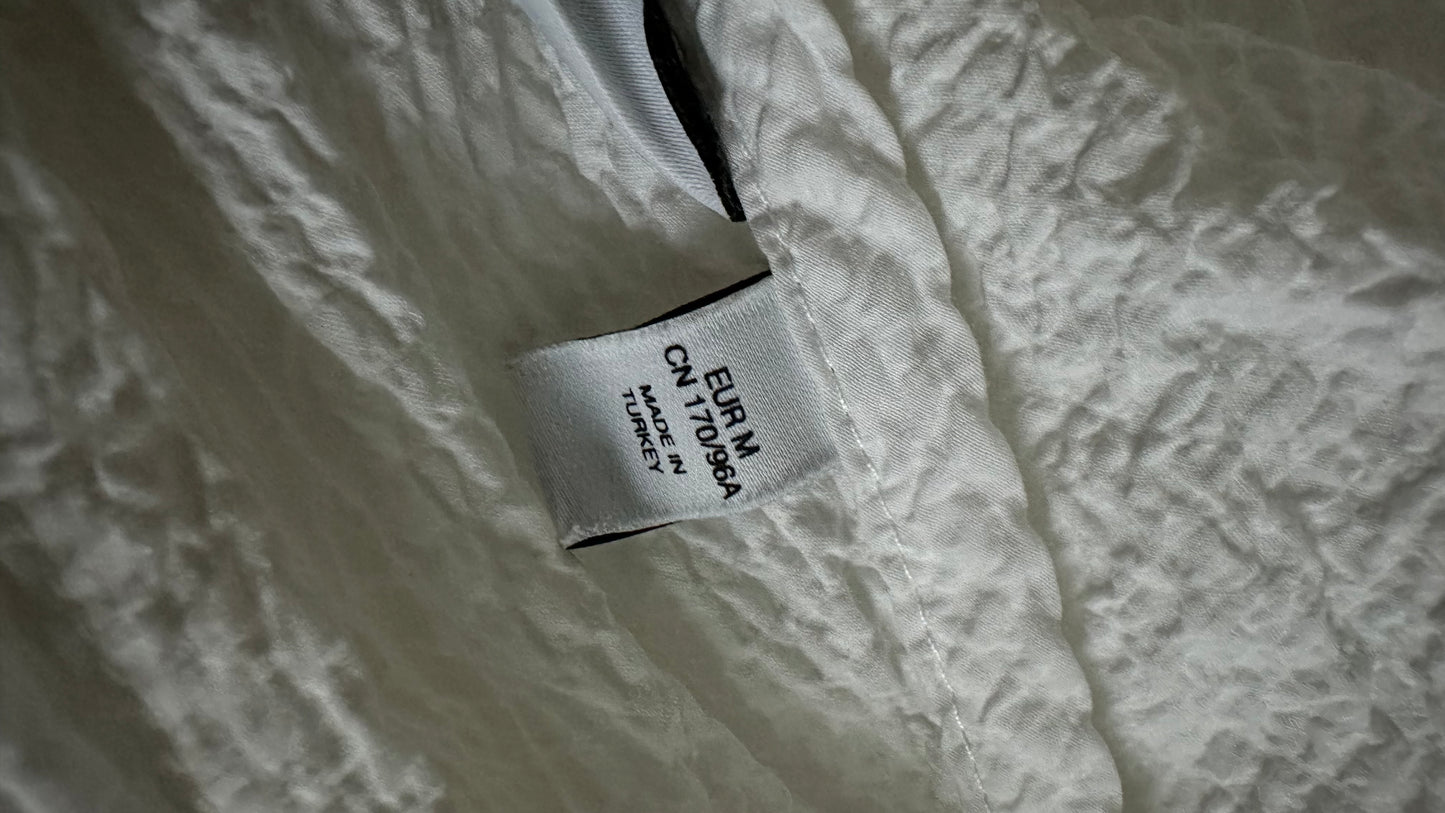 EUR M
CN 170/96A
MADE IN
TURKEY